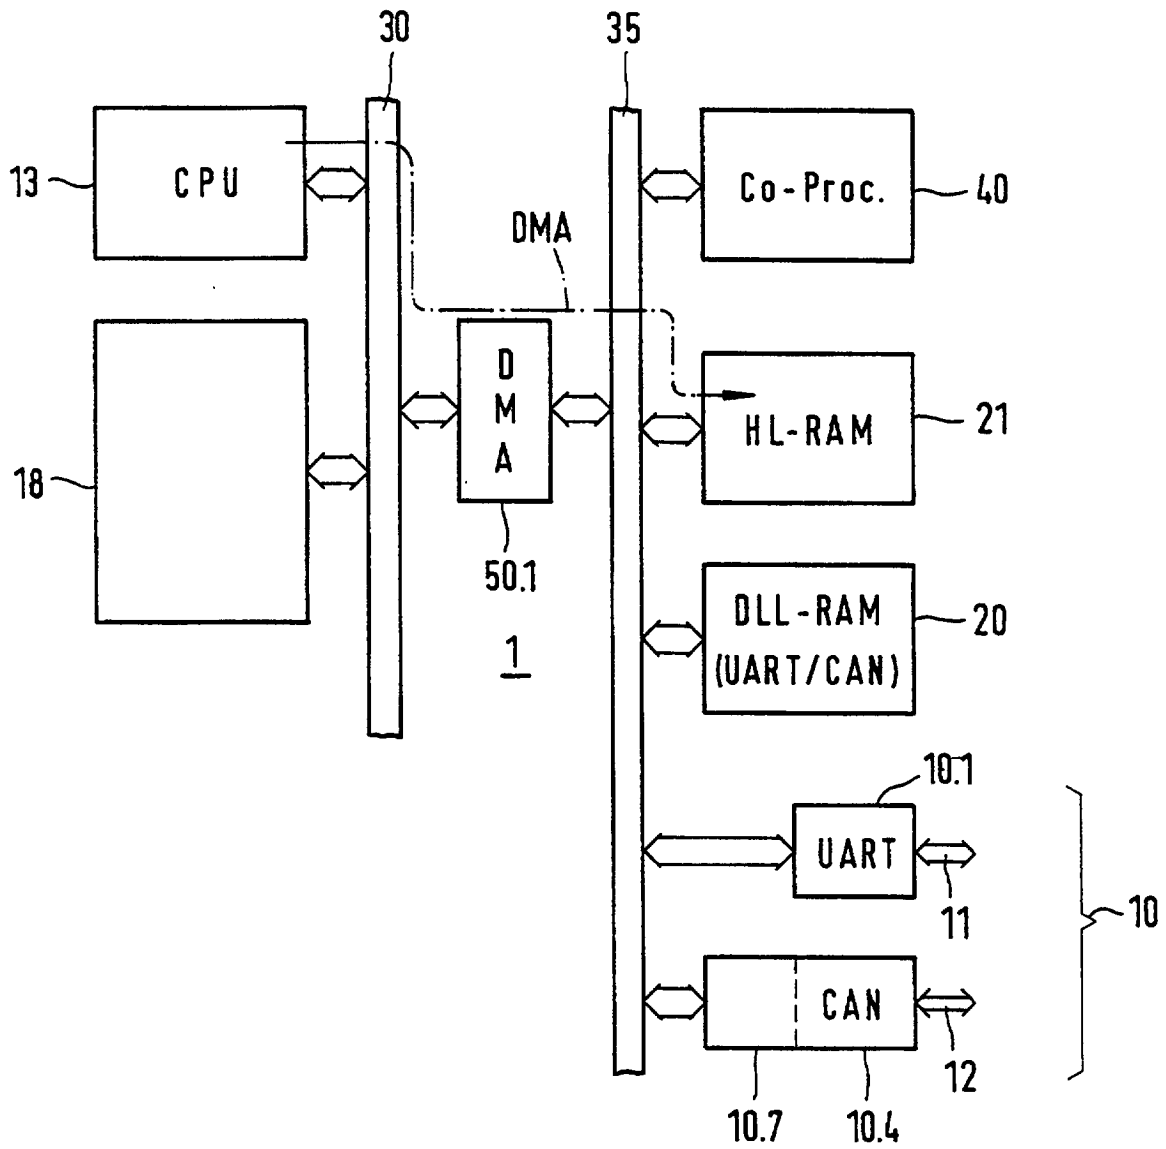 30
35
13
CPU
Co-Proc.
40
DMA
D
M
A
HL-RAM
21
18
50.1
DLL-RAM
(UART/CAN)
20
1
10.1
UART
11
10
CAN
12
10.7
10.4